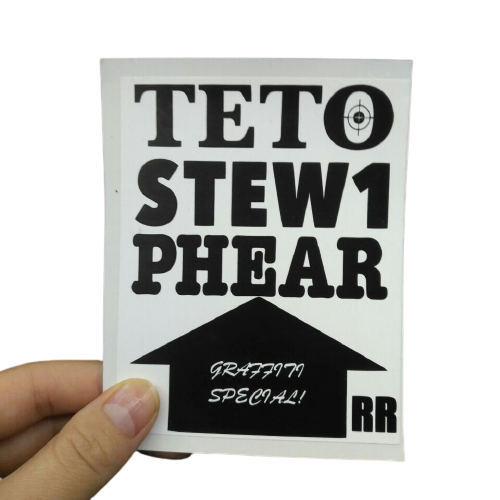 TETO
STEW1
PHEAR
GRAFFITI
SPECIAL!
RR